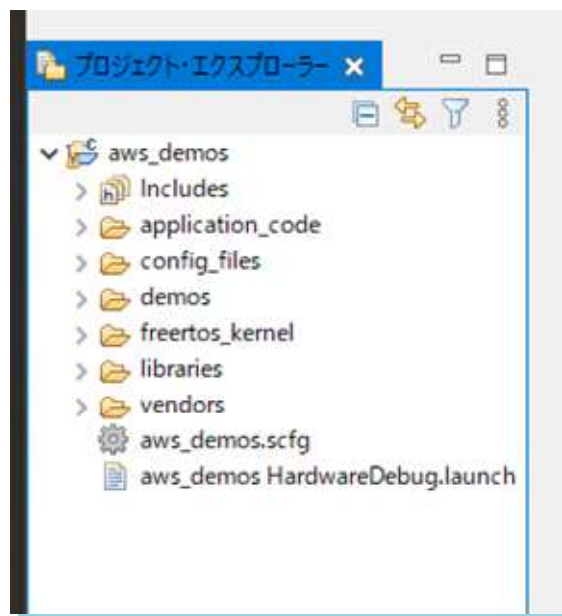 プロジェクト・エクスプローラー
aws_demos
Includes
application_code
config_files
demos
freertos_kernel
libraries
vendors
aws_demos.scfg
aws_demos HardwareDebug.launch